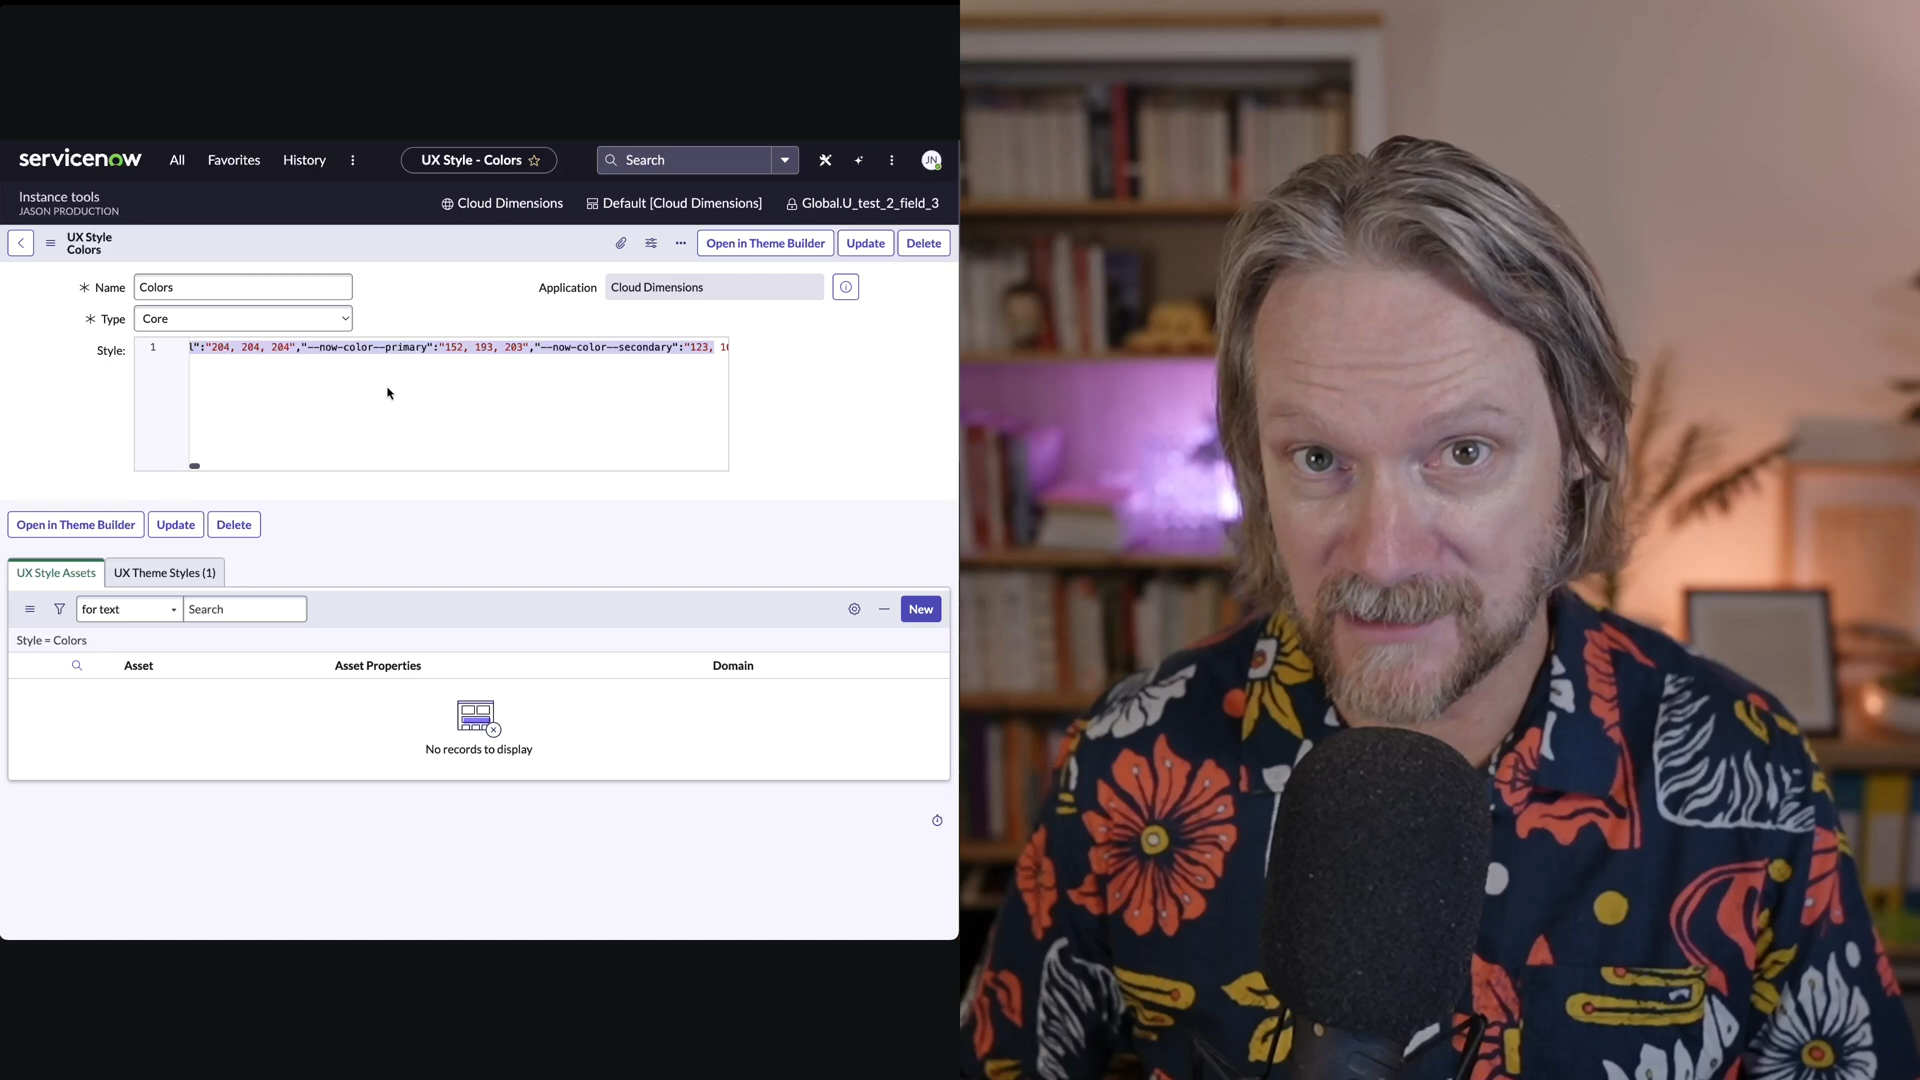 servicenow All Favorites History UX Style - Colors Search JN
Instance tools
JASON PRODUCTION
Cloud Dimensions Default [Cloud Dimensions] Global.U_test_2_field_3
UX Style
Colors
Open in Theme Builder Update Delete
Name Colors Application Cloud Dimensions
Type Core
Style: 1 ":"204, 204, 204","--now-color--primary":"152, 193, 203","--now-color--secondary":"123,
Open in Theme Builder Update Delete
UX Style Assets UX Theme Styles (1)
for text Search New
Style = Colors
Asset Asset Properties Domain
No records to display